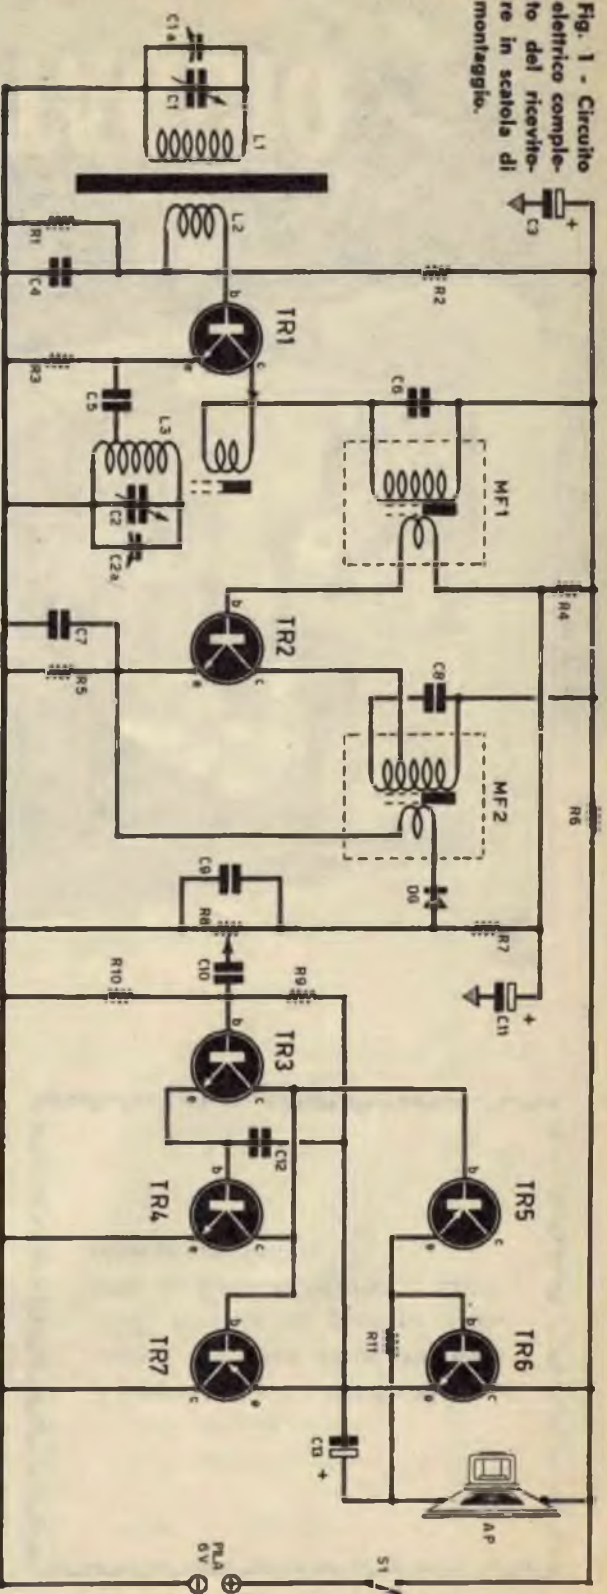 Fig. 1 - Circuito
elettrico comple-
to del ricevito-
re in scatola di
montaggio.
C3
+
R2
C6
MF1
R4
C8
MF2
R6
R7
C11
+
DG
TR5
b
c
e
TR6
b
c
e
R11
AP
S1
C1a
C1
L1
L2
R1
C4
TR1
b
c
e
R3
C5
L3
C2
C2a
TR2
b
c
e
C7
R5
C9
R8
C10
R9
R10
TR3
b
c
e
C12
TR4
b
c
e
TR7
b
c
e
C13
+
PILA
6V